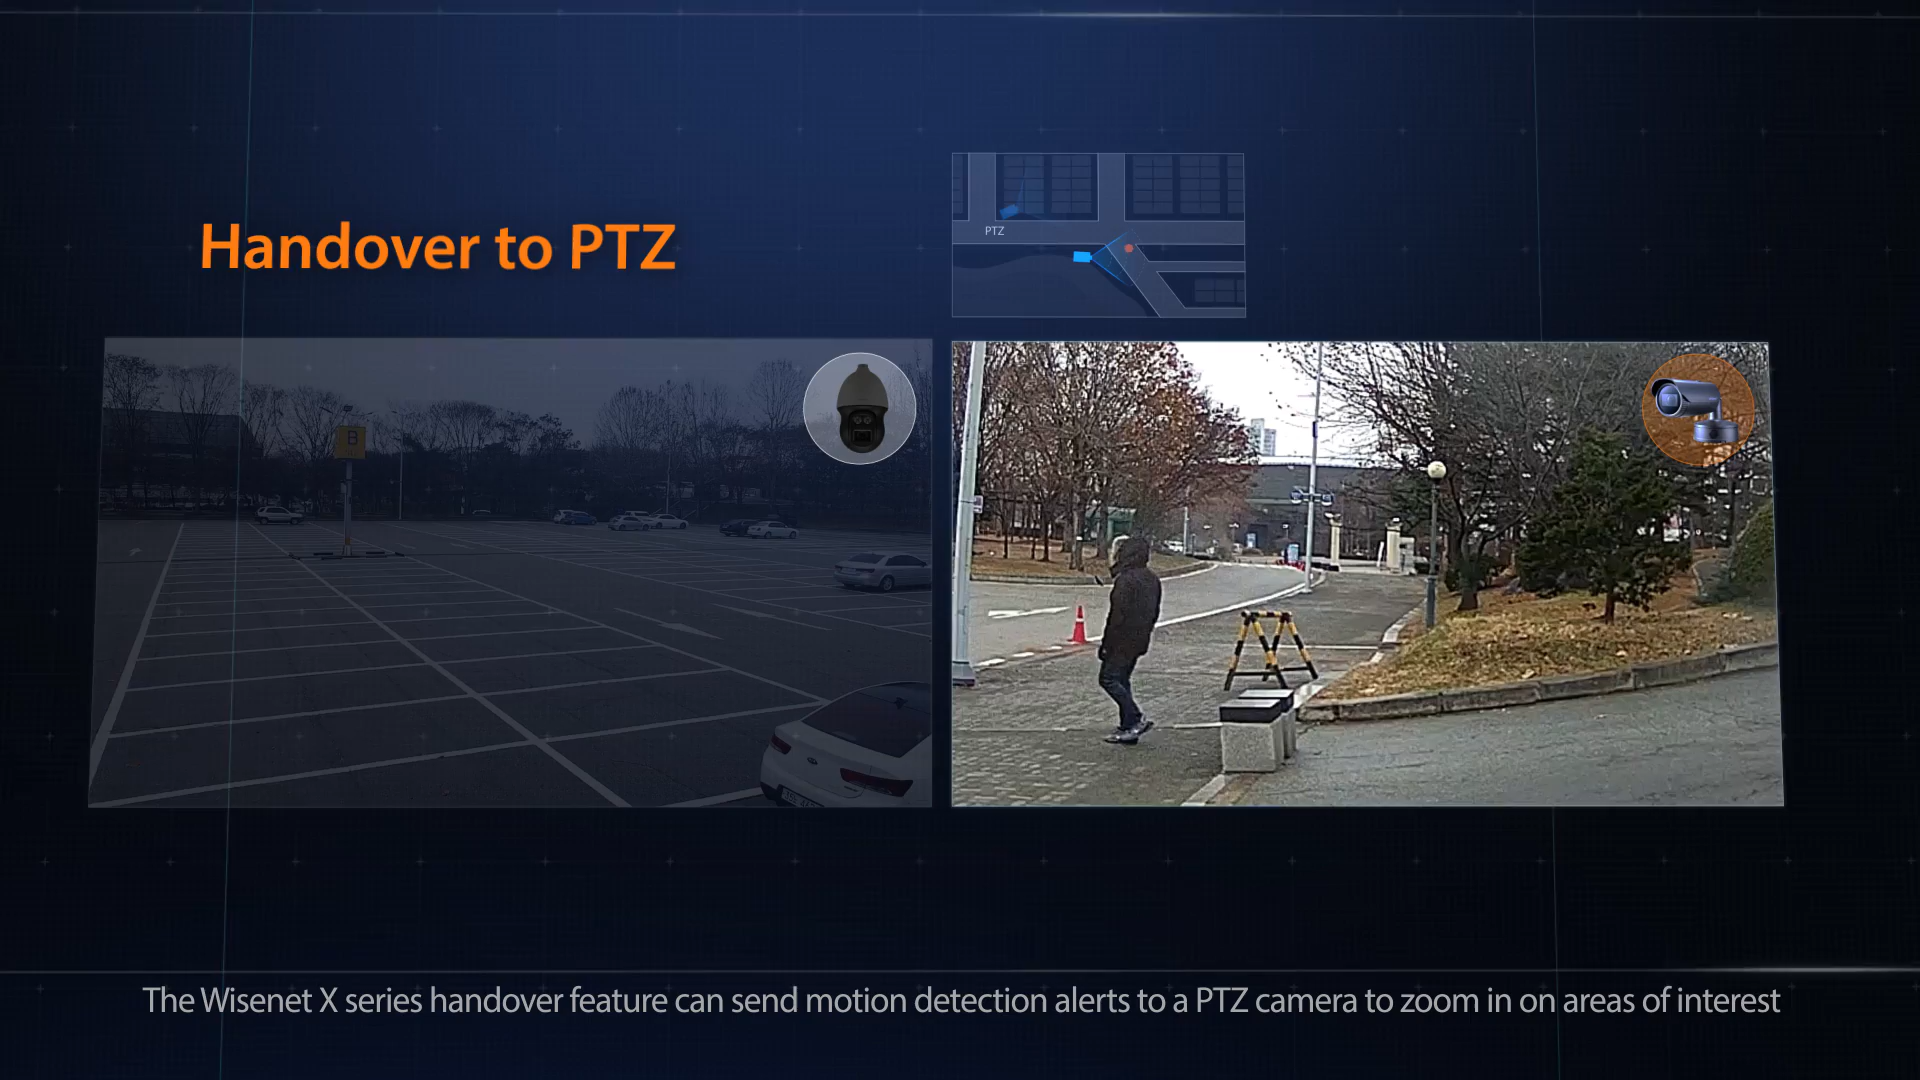 Handover to PTZ
PTZ
B
The Wisenet X series handover feature can send motion detection alerts to a PTZ camera to zoom in on areas of interest